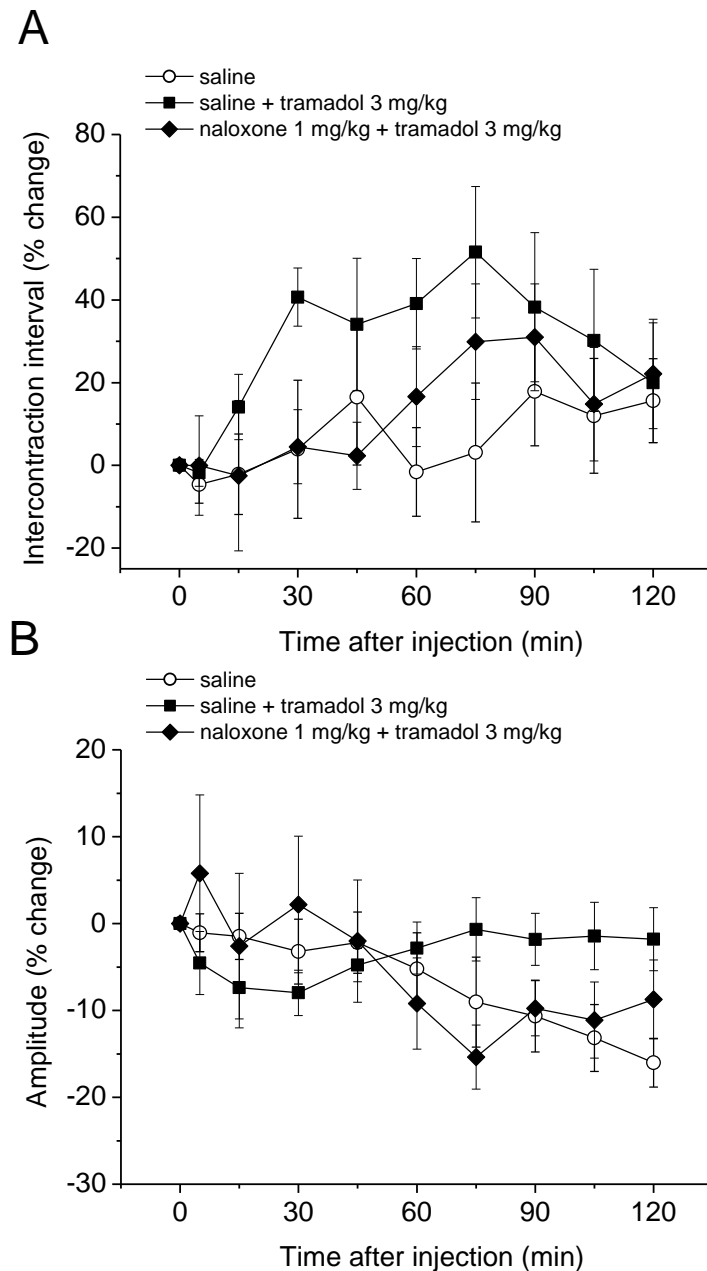 A
saline
saline + tramadol 3 mg/kg
naloxone 1 mg/kg + tramadol 3 mg/kg
Intercontraction interval (% change)
80
60
40
20
0
-20
0 30 60 90 120
Time after injection (min)
B
saline
saline + tramadol 3 mg/kg
naloxone 1 mg/kg + tramadol 3 mg/kg
Amplitude (% change)
20
10
0
-10
-20
-30
0 30 60 90 120
Time after injection (min)